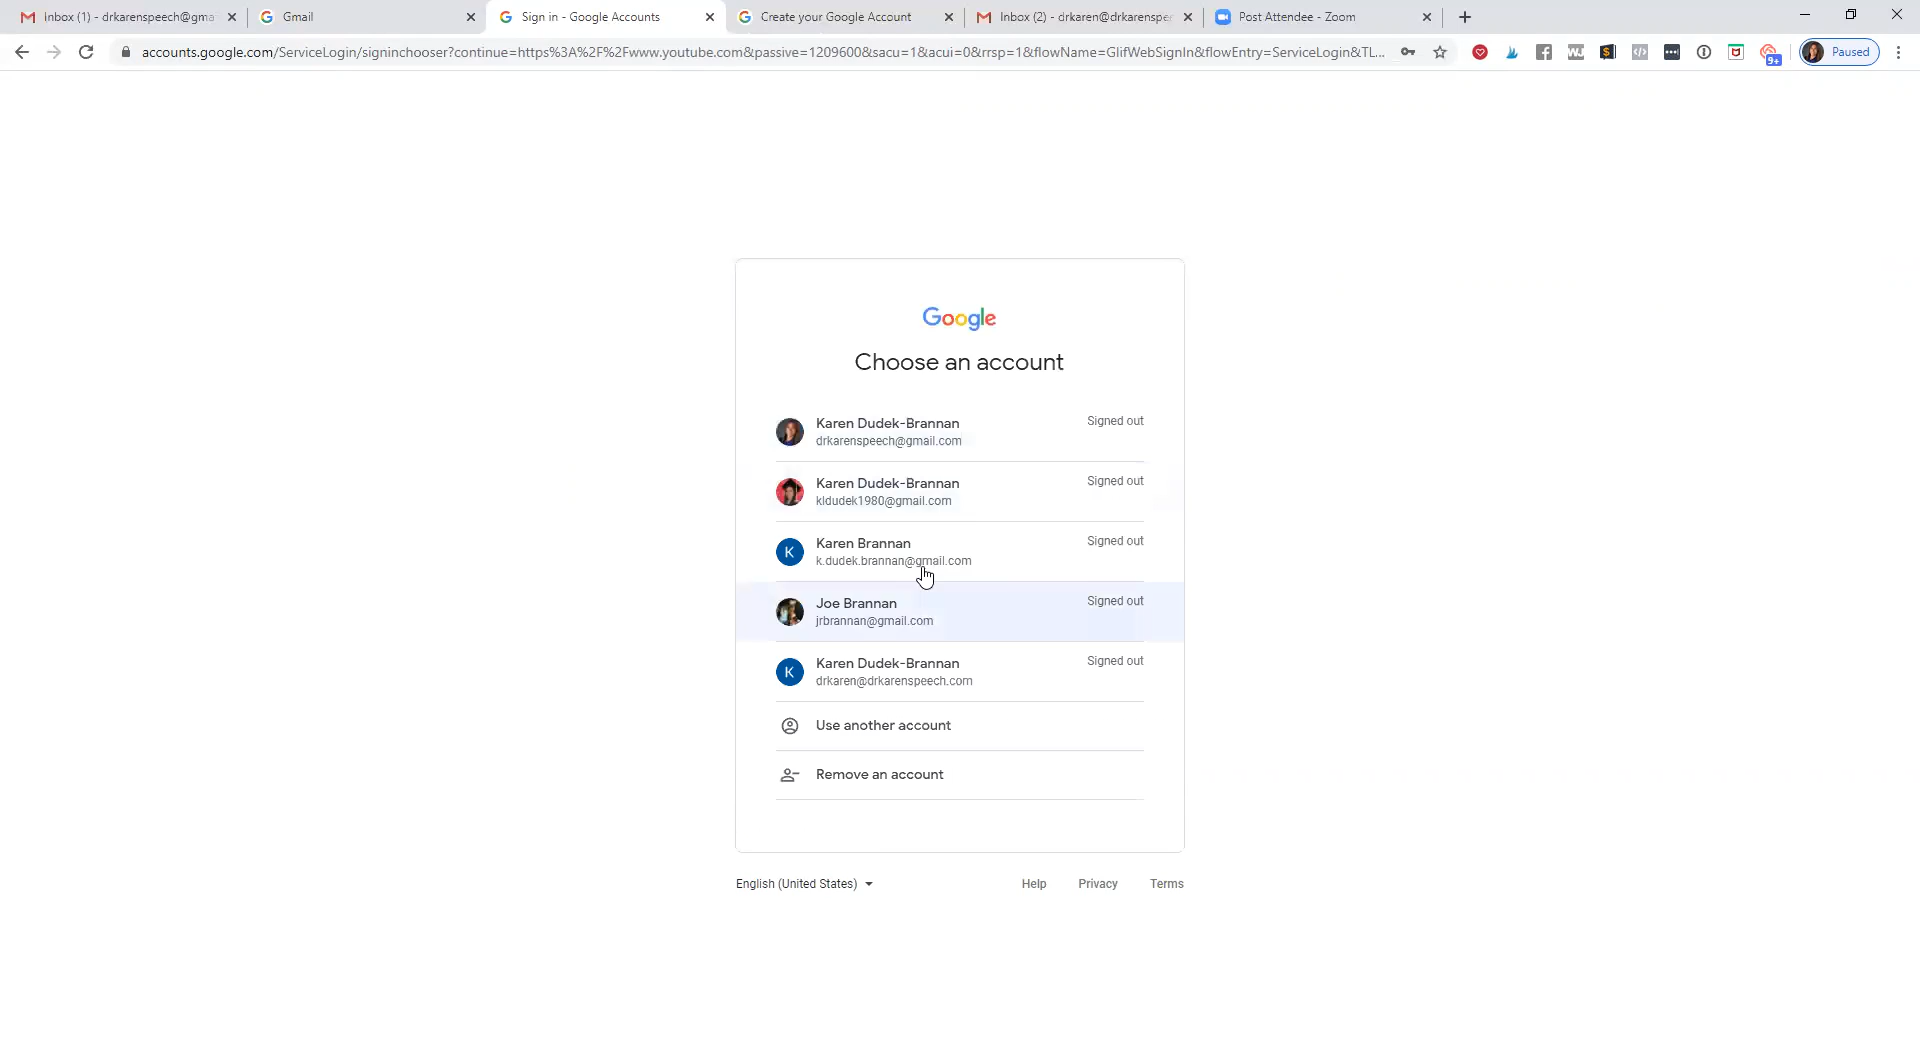 Inbox (1) - drkarenspeech@gma
Gmail
Sign in - Google Accounts
Create your Google Account
Inbox (2) - drkaren@drkarenspe
Post Attendee - Zoom
accounts.google.com/ServiceLogin/signinchooser?continue=https%3A%2F%2Fwww.youtube.com&passive=1209600&sacu=1&acui=0&rrsp=1&flowName=GlifWebSignIn&flowEntry=ServiceLogin&TL...
9+
Paused
Google
Choose an account
Karen Dudek-Brannan
Signed out
drkarenspeech@gmail.com
Karen Dudek-Brannan
Signed out
kldudek1980@gmail.com
K
Karen Brannan
Signed out
k.dudek.brannan@gmail.com
Joe Brannan
Signed out
jrbrannan@gmail.com
K
Karen Dudek-Brannan
Signed out
drkaren@drkarenspeech.com
Use another account
Remove an account
English (United States)
Help
Privacy
Terms